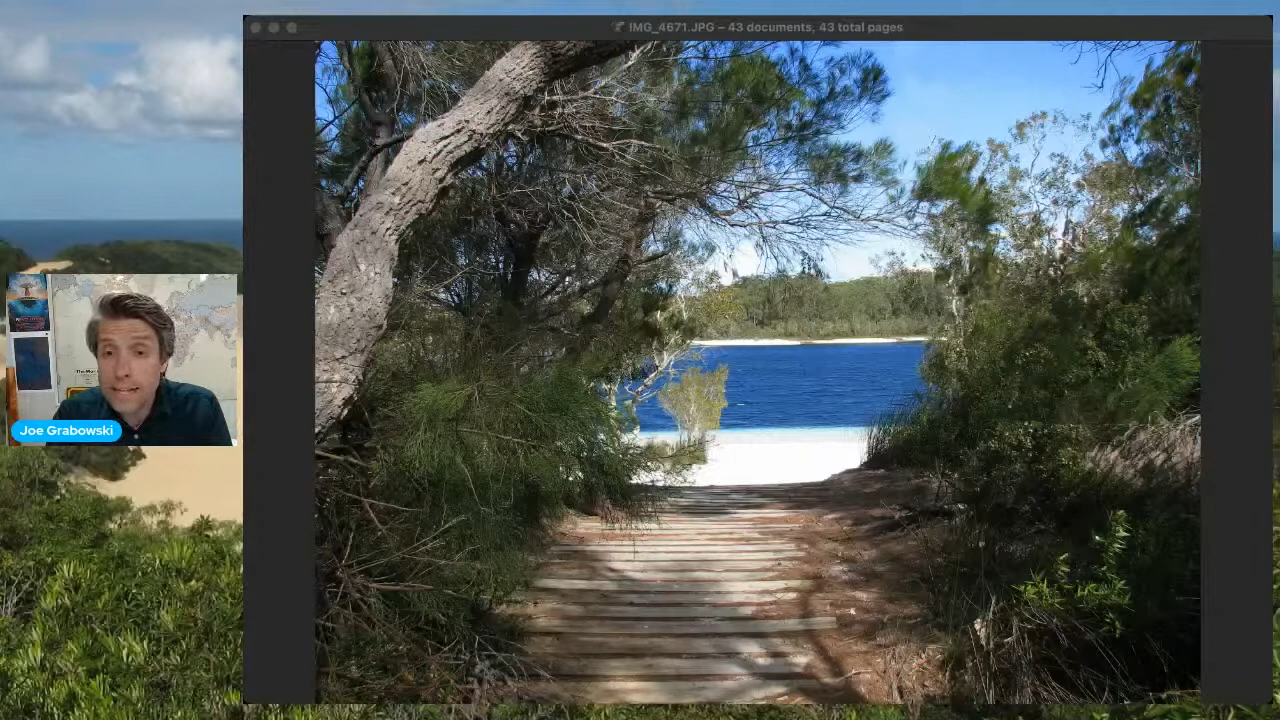 IMG_4671.JPG – 43 documents, 43 total pages
Joe Grabowski